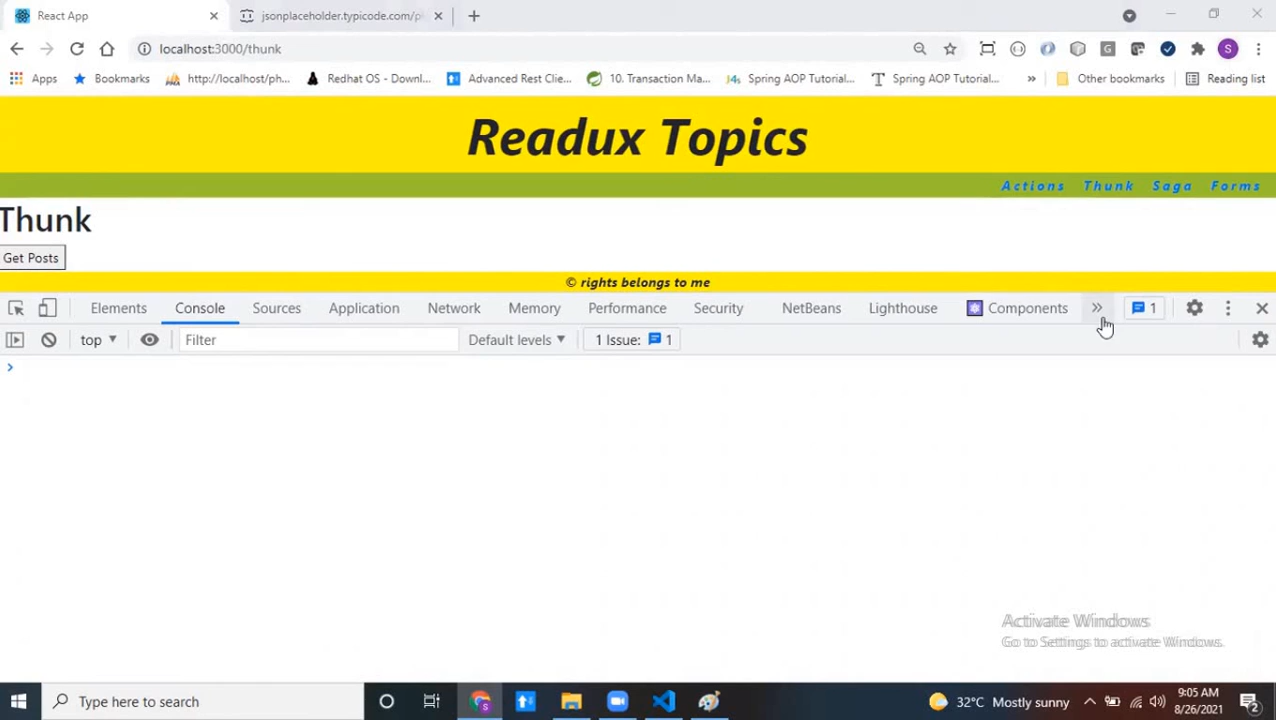 React App
jsonplaceholder.typicode.com/p
localhost:3000/thunk
G
S
Apps
Bookmarks
http://localhost/ph...
Redhat OS - Downl...
Advanced Rest Clie...
10. Transaction Ma...
Spring AOP Tutorial...
Spring AOP Tutorial...
»
Other bookmarks
Reading list
Readux Topics
Actions Thunk Saga Forms
Thunk
Get Posts
© rights belongs to me
Elements Console Sources Application Network Memory Performance Security NetBeans Lighthouse Components » 1
top Filter Default levels 1 Issue: 1
Activate Windows
Go to Settings to activate Windows.
Type here to search
32°C Mostly sunny
9:05 AM
8/26/2021
2